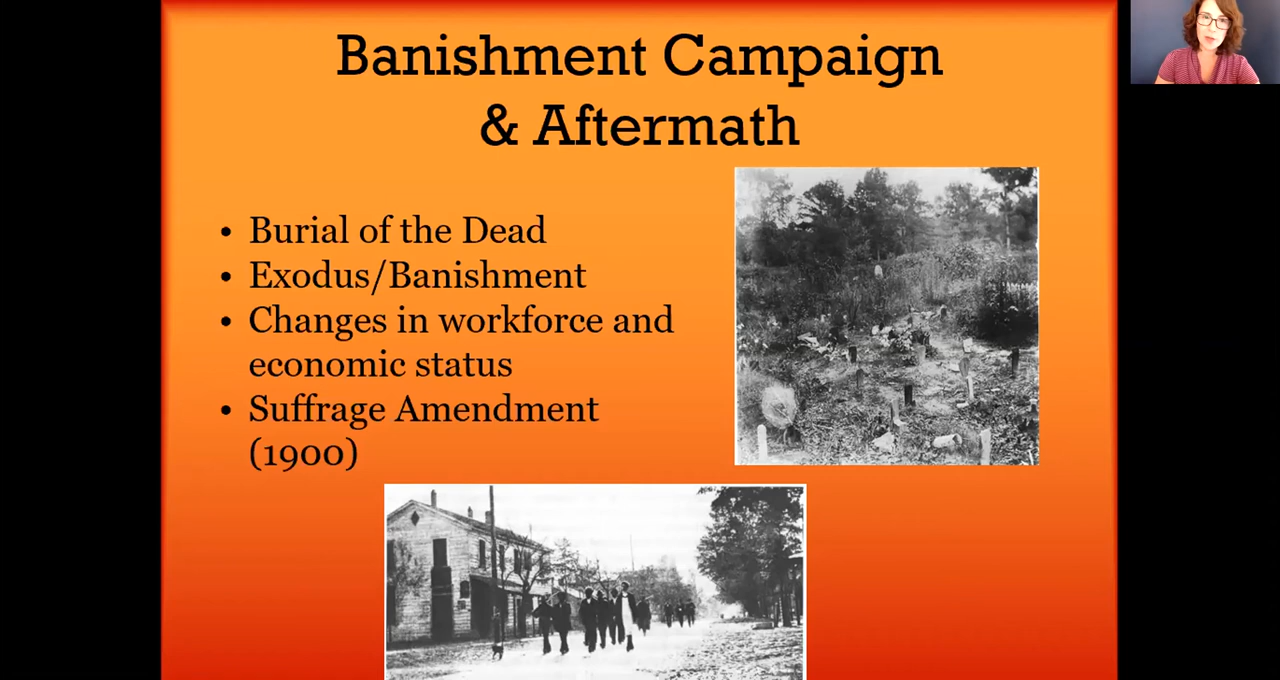 Banishment Campaign
& Aftermath
• Burial of the Dead
• Exodus/Banishment
• Changes in workforce and
economic status
• Suffrage Amendment
(1900)